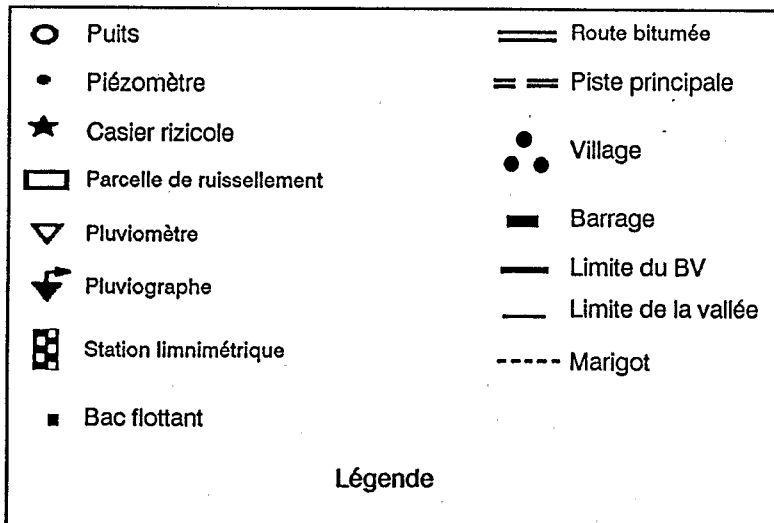 Puits
Piézomètre
Casier rizicole
Parcelle de ruissellement
Pluviomètre
Pluviographe
Station limnimétrique
Bac flottant
Route bitumée
Piste principale
Village
Barrage
Limite du BV
Limite de la vallée
Marigot
Légende